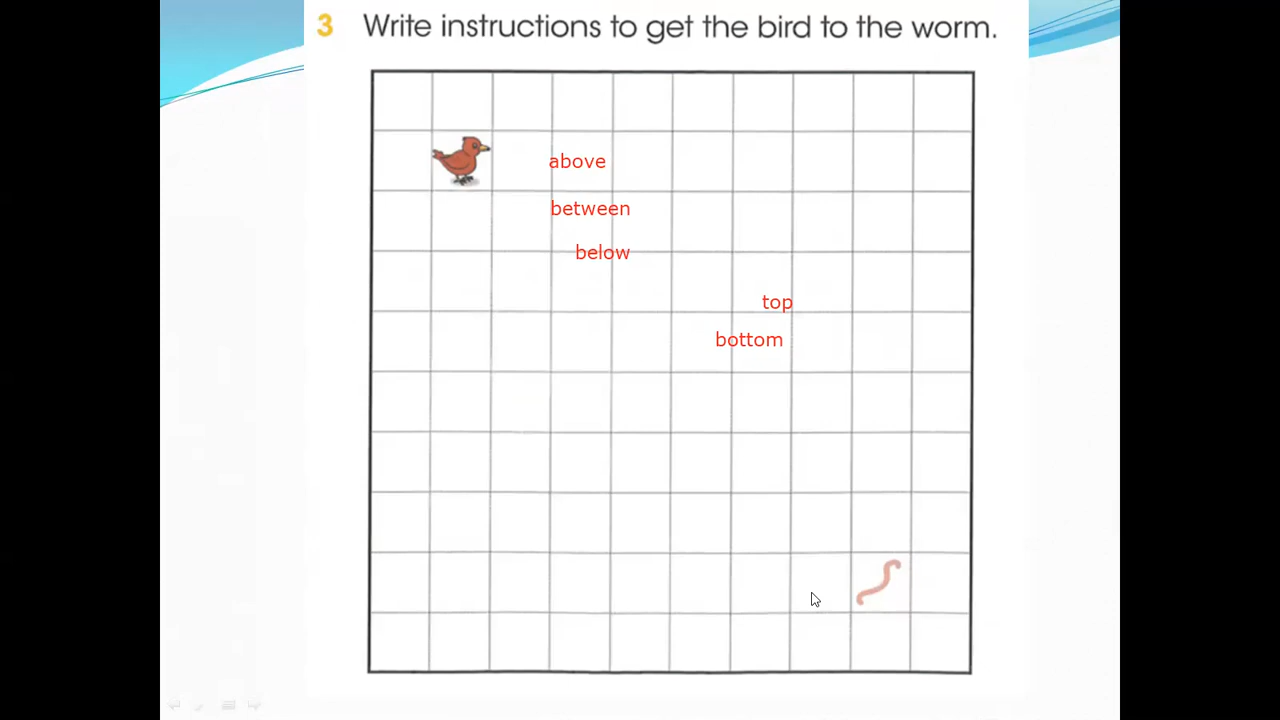 3 Write instructions to get the bird to the worm.
above
between
below
top
bottom